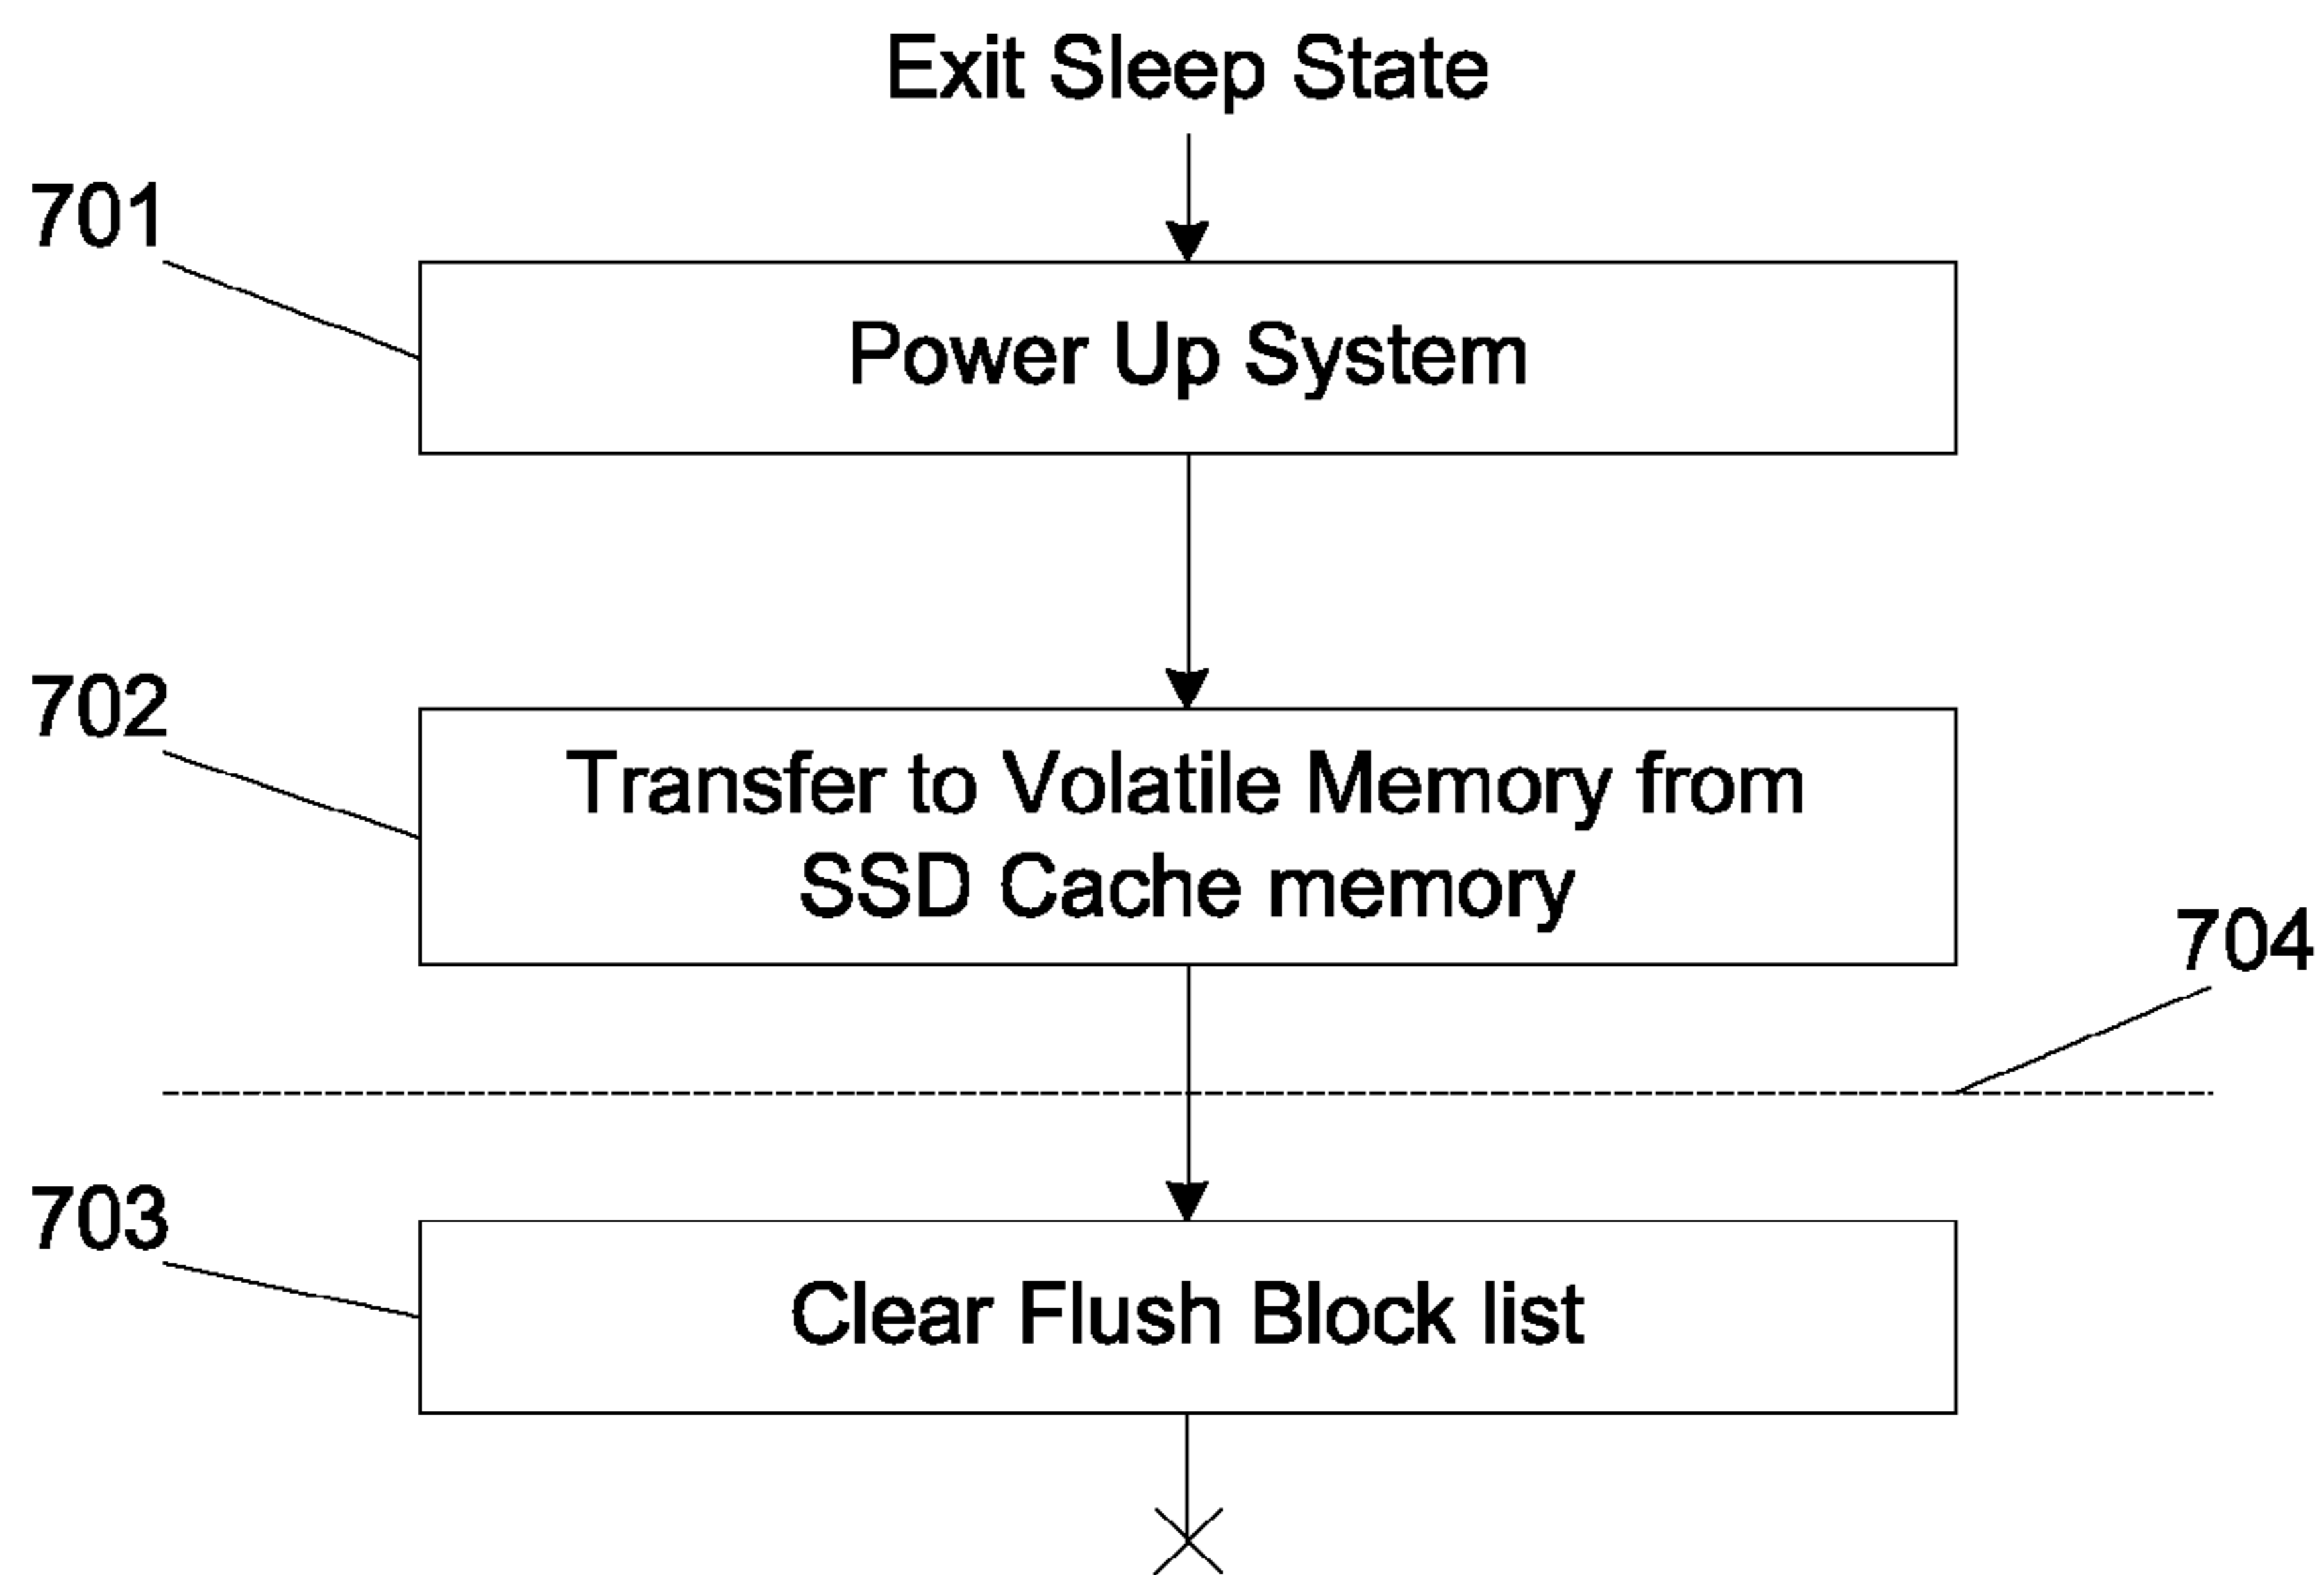 Exit Sleep State
701
Power Up System
702
Transfer to Volatile Memory from
SSD Cache memory
704
703
Clear Flush Block list